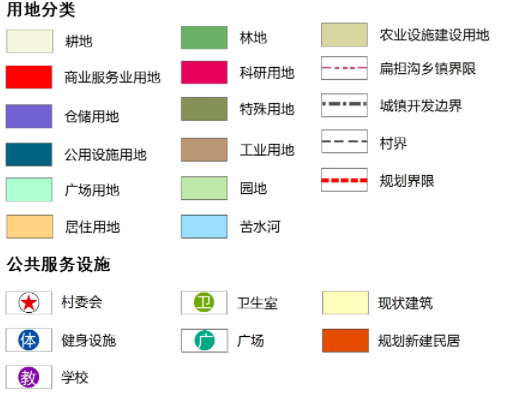 用地分类
耕地 林地 农业设施建设用地
商业服务业用地 科研用地 扁担沟乡镇界限
仓储用地 特殊用地 城镇开发边界
公用设施用地 工业用地 村界
广场用地 园地 规划界限
居住用地 苦水河
公共服务设施
村委会 卫 卫生室 现状建筑
体 健身设施 广 广场 规划新建民居
教 学校